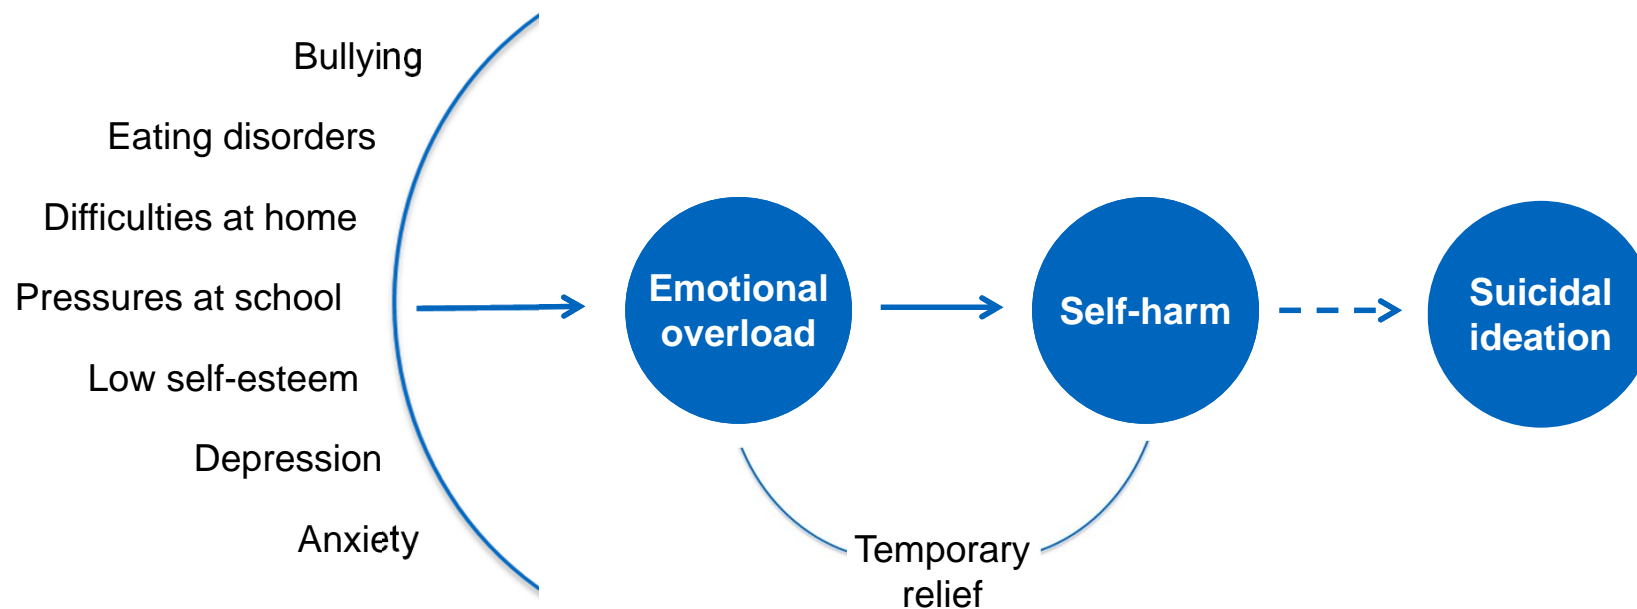 Bullying
Eating disorders
Difficulties at home
Pressures at school
Low self-esteem
Depression
Anxiety
Emotional
overload
Self-harm
Suicidal
ideation
Temporary
relief